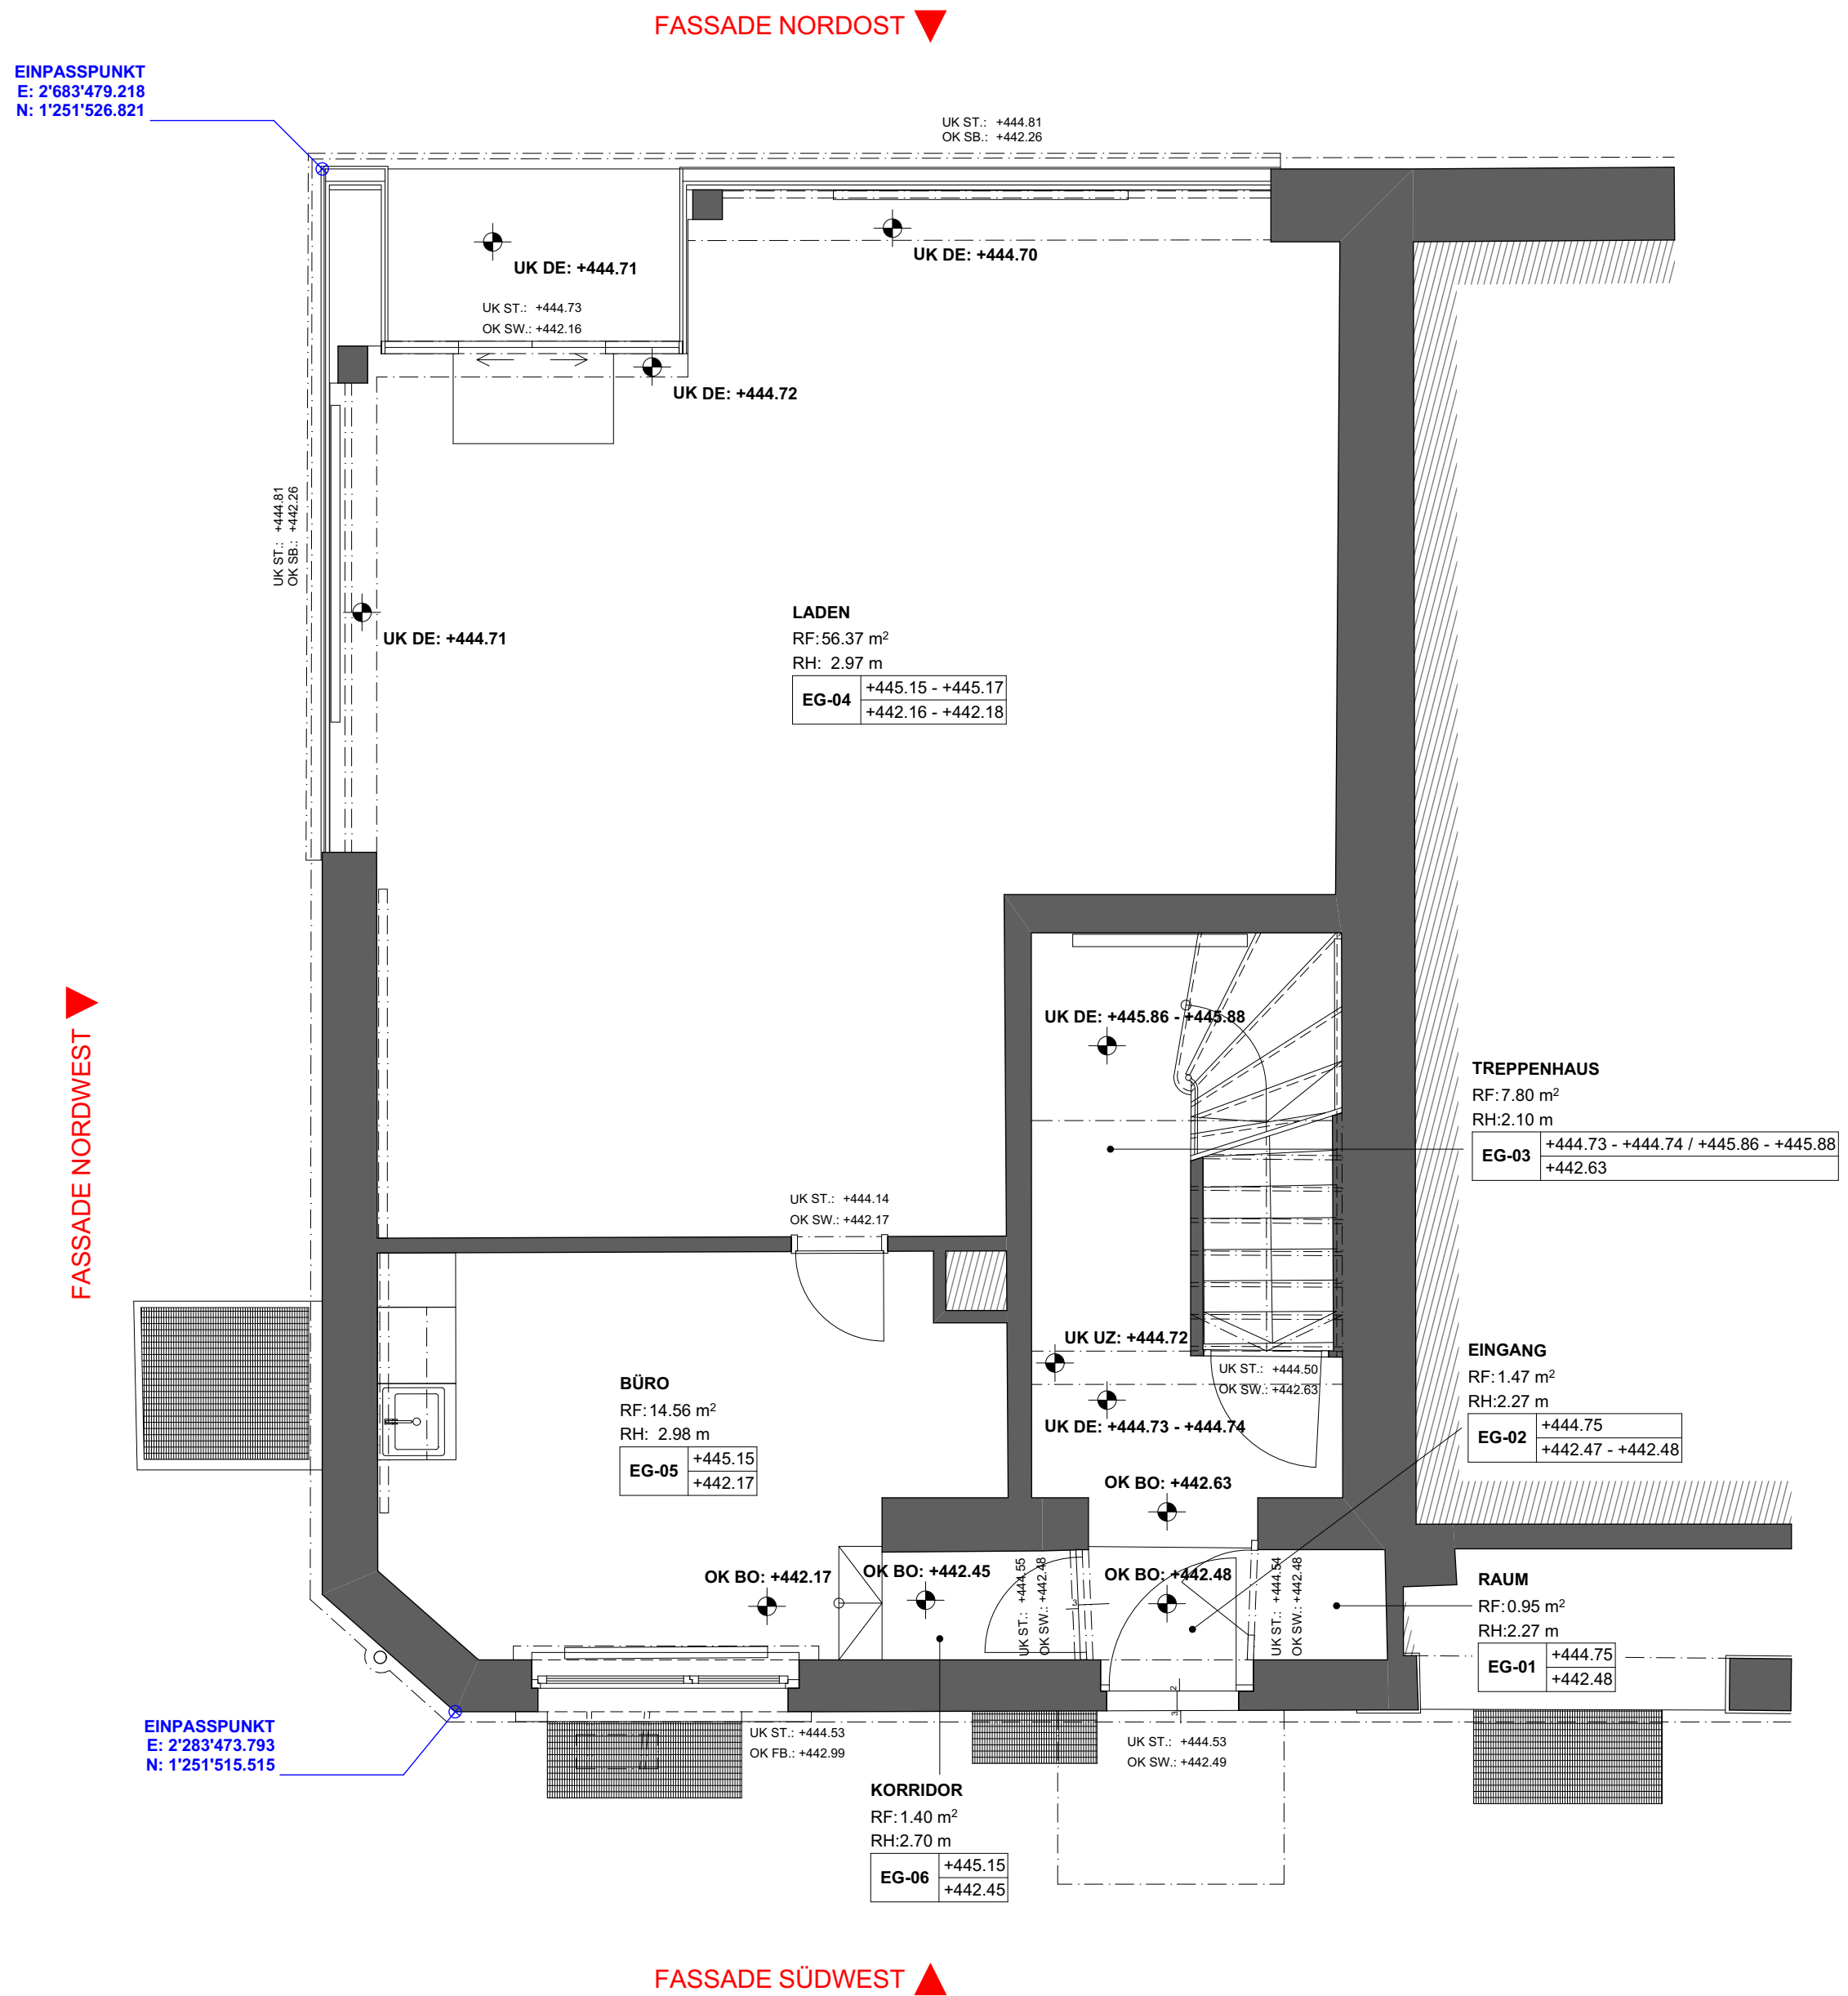 FASSADE NORDOST
EINPASSPUNKT
E: 2'683'479.218
N: 1'251'526.821
UK ST.: +444.81
OK SB.: +442.26
UK DE: +444.71
UK DE: +444.70
UK ST.: +444.73
OK SW.: +442.16
UK DE: +444.72
UK ST.: +444.81
OK SB.: +442.26
UK DE: +444.71
LADEN
RF: 56.37 m²
RH: 2.97 m
EG-04
+445.15 - +445.17
+442.16 - +442.18
FASSADE NORDWEST
UK DE: +445.86 - +445.88
TREPPENHAUS
RF: 7.80 m²
RH: 2.10 m
EG-03
+444.73 - +444.74 / +445.86 - +445.88
+442.63
UK ST.: +444.14
OK SW.: +442.17
UK UZ: +444.72
UK ST.: +444.50
OK SW.: +442.63
UK DE: +444.73 - +444.74
EINGANG
RF: 1.47 m²
RH: 2.27 m
EG-02
+444.75
+442.47 - +442.48
BÜRO
RF: 14.56 m²
RH: 2.98 m
EG-05
+445.15
+442.17
OK BO: +442.63
OK BO: +442.17
OK BO: +442.45
UK ST.: +444.55
OK SW.: +442.48
3
OK BO: +442.48
UK ST.: +444.54
OK SW.: +442.48
RAUM
RF: 0.95 m²
RH: 2.27 m
EG-01
+444.75
+442.48
2
3
EINPASSPUNKT
E: 2'283'473.793
N: 1'251'515.515
UK ST.: +444.53
OK FB.: +442.99
UK ST.: +444.53
OK SW.: +442.49
KORRIDOR
RF: 1.40 m²
RH: 2.70 m
EG-06
+445.15
+442.45
FASSADE SÜDWEST